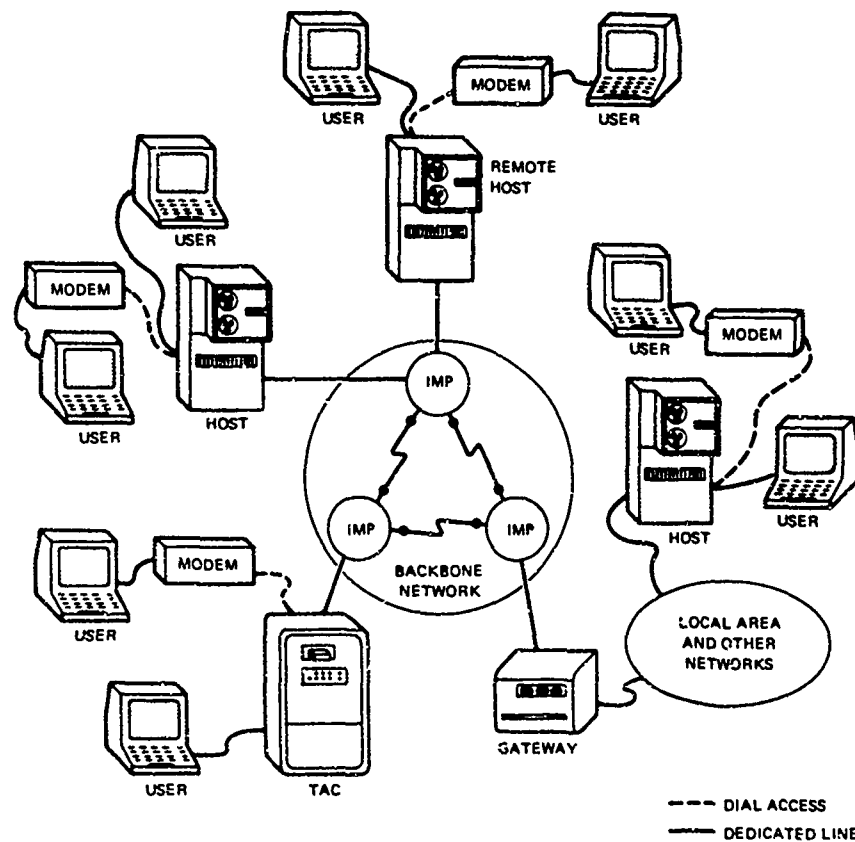 USER
MODEM
USER
REMOTE
HOST
USER
MODEM
USER
HOST
USER
MODEM
HOST
USER
IMP
IMP
IMP
BACKBONE
NETWORK
MODEM
USER
USER
TAC
GATEWAY
LOCAL AREA
AND OTHER
NETWORKS
DIAL ACCESS
DEDICATED LINE